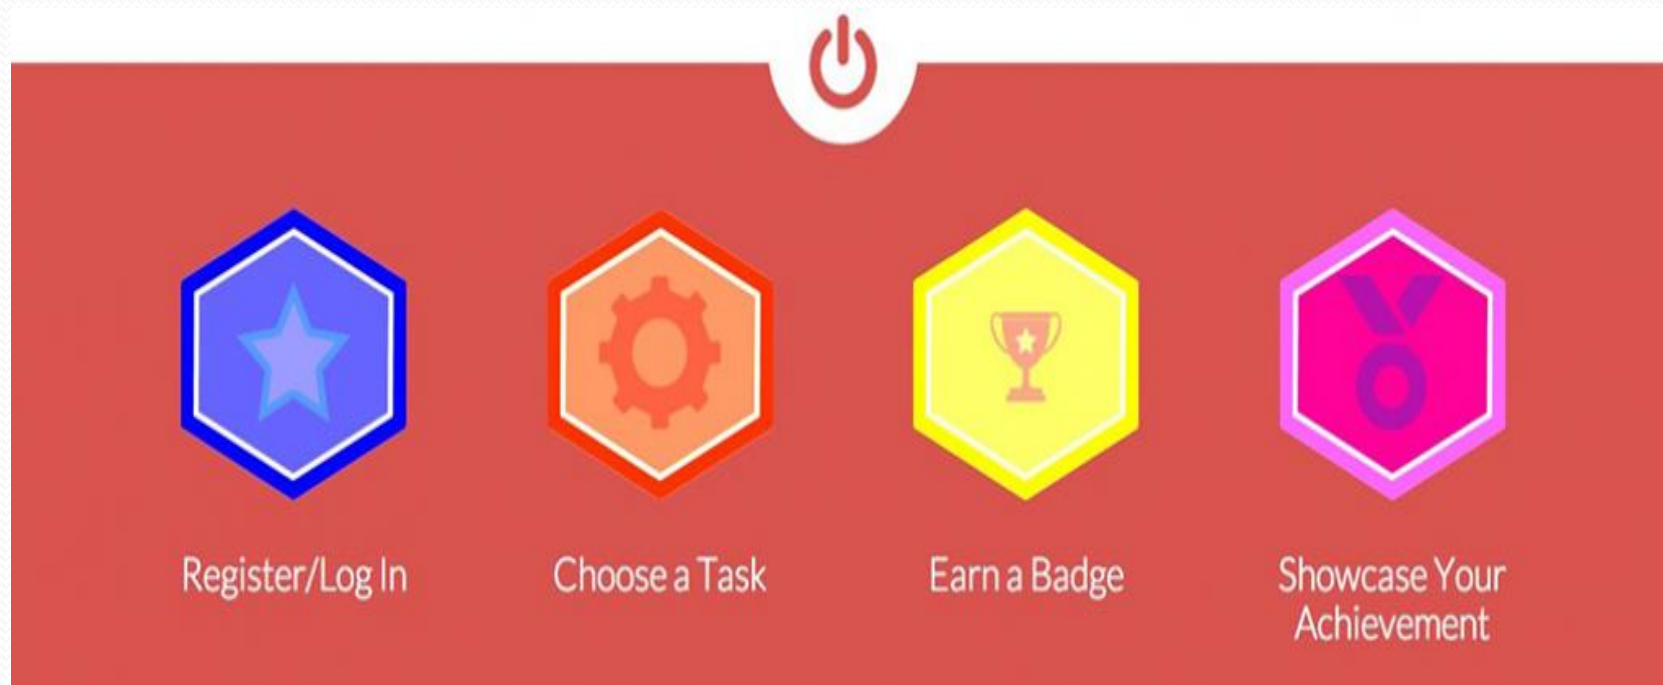 Register/Log In
Choose a Task
Earn a Badge
Showcase Your
Achievement